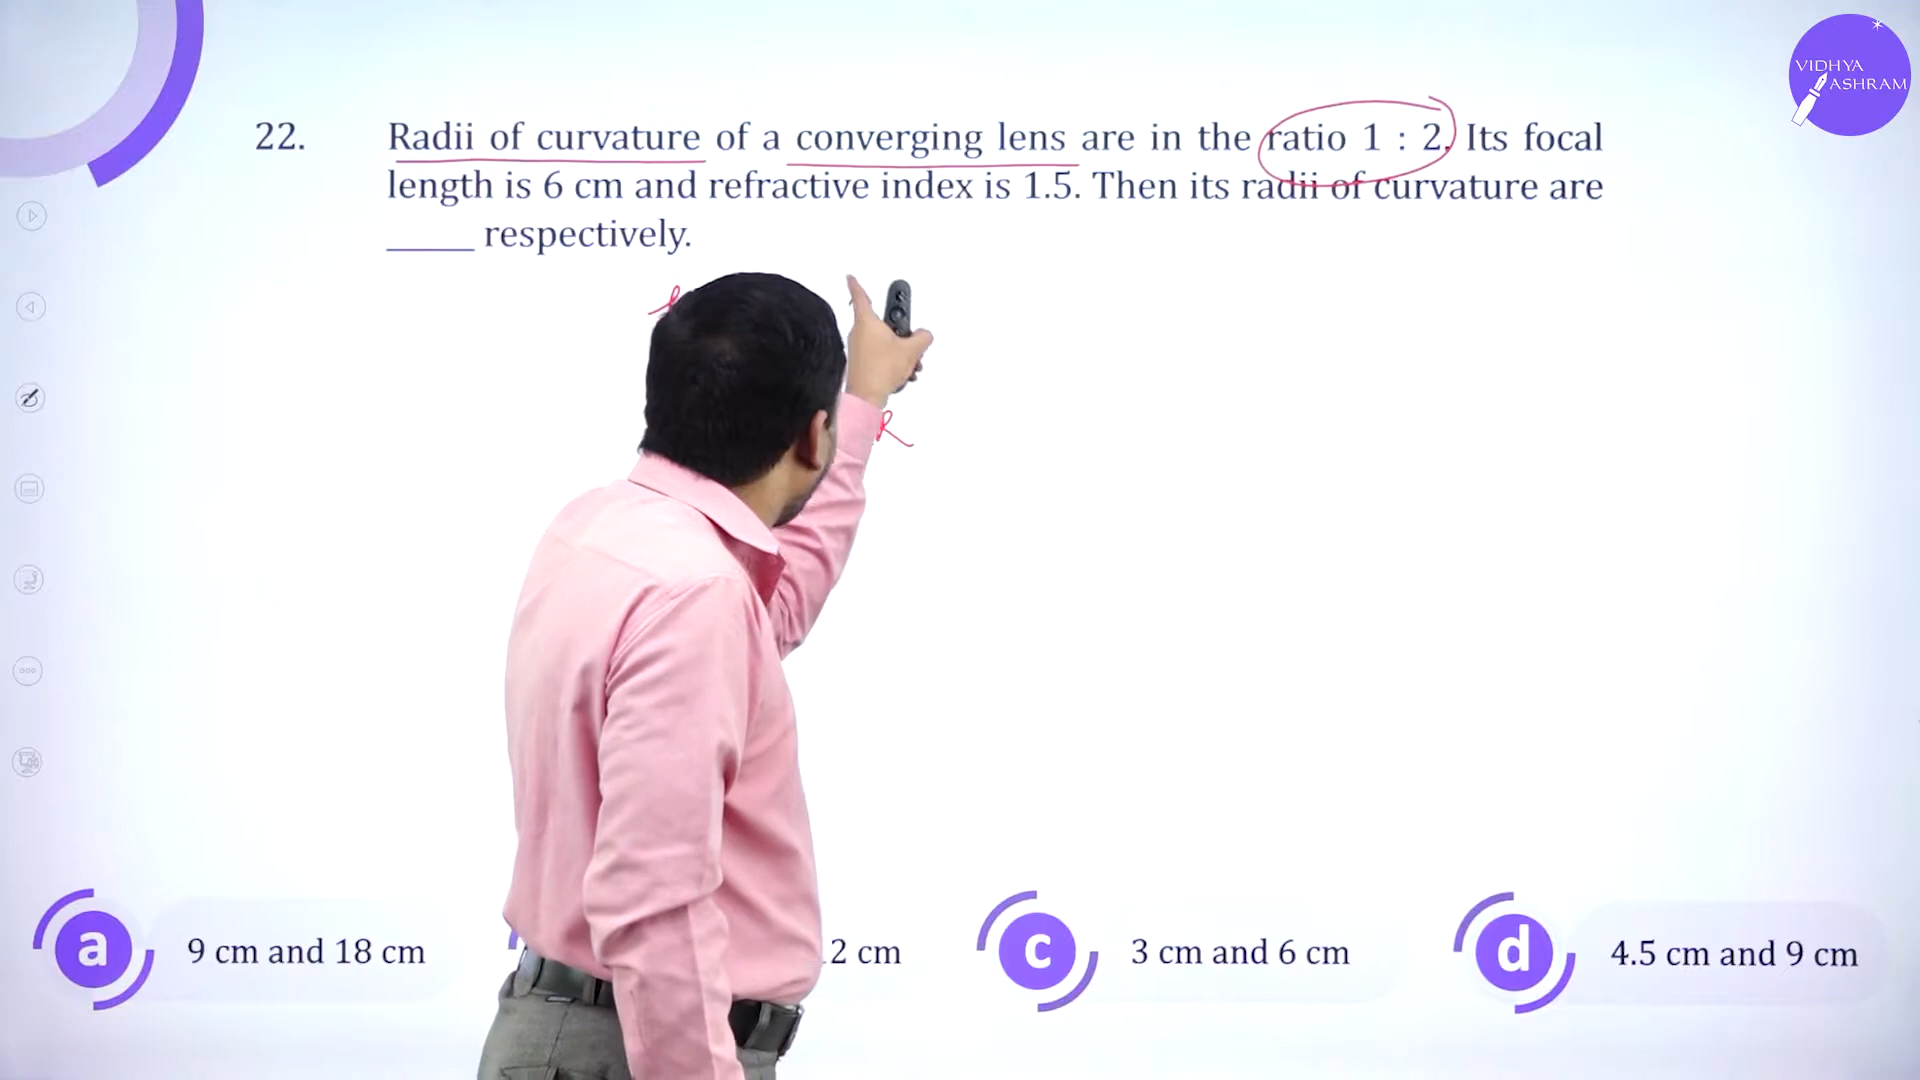 VIDHYA
ASHRAM
22. Radii of curvature of a converging lens are in the ratio 1 : 2. Its focal
length is 6 cm and refractive index is 1.5. Then its radii of curvature are
_____ respectively.
R
a 9 cm and 18 cm
2 cm
c 3 cm and 6 cm
d 4.5 cm and 9 cm